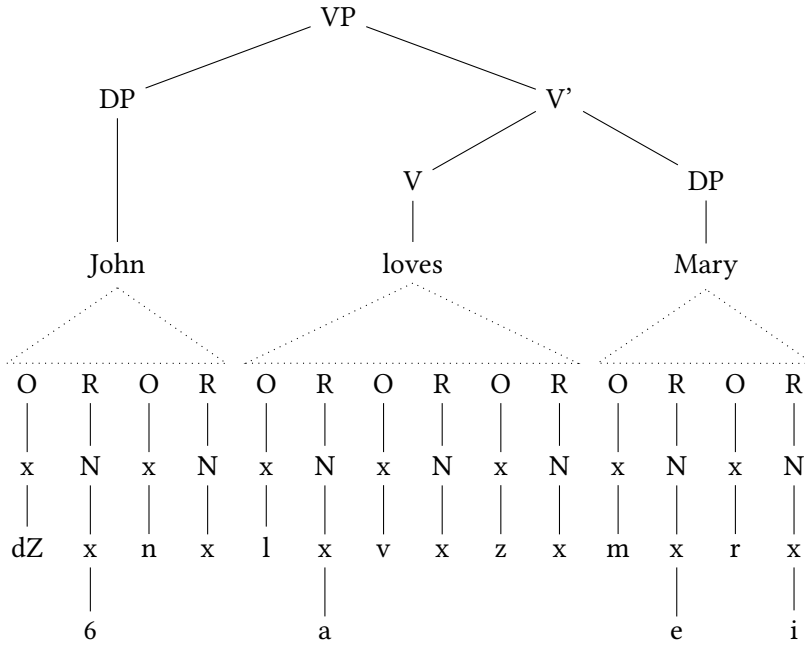 VP
DP V’
V DP
John loves Mary
O R O R O R O R O R O R O R
x N x N x N x N x N x N x N
dZ x n x l x v x z x m x r x
6 a e i